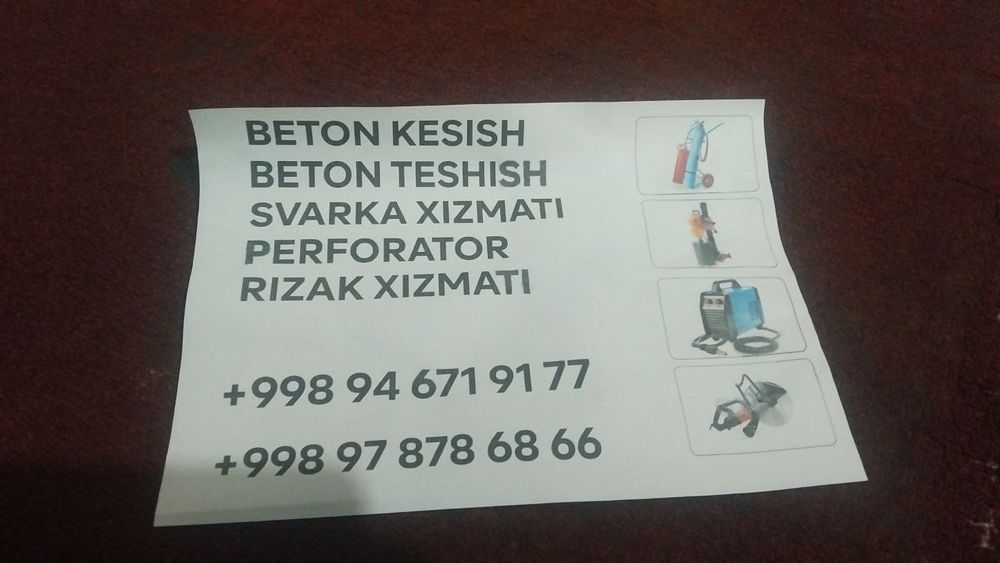 BETON KESISH
BETON TESHISH
SVARKA XIZMATI
PERFORATOR
RIZAK XIZMATI
+998 94 671 91 77
+998 97 878 68 66